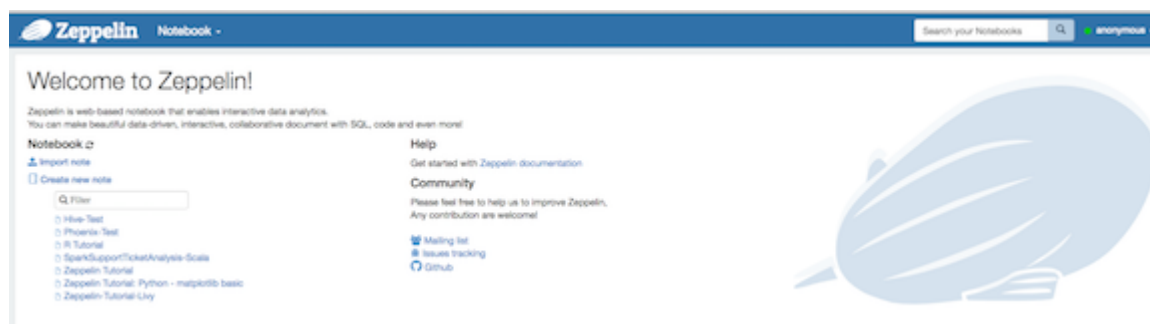 Zeppelin Notebook
Search your Notebooks
anonymous
Welcome to Zeppelin!
Zeppelin is web-based notebook that enables interactive data analytics.
You can make beautiful data-driven, interactive, collaborative document with SQL, code and even more!
Notebook
Import note
Create new note
Filter
Hive-Test
Phoenix-Test
R Tutorial
SparkSupportTicketAnalysis-Scala
Zeppelin Tutorial
Zeppelin Tutorial: Python - matplotlib basic
Zeppelin-Tutorial-Livy
Help
Get started with Zeppelin documentation
Community
Please feel free to help us to improve Zeppelin,
Any contribution are welcome!
Mailing list
Issues tracking
Github